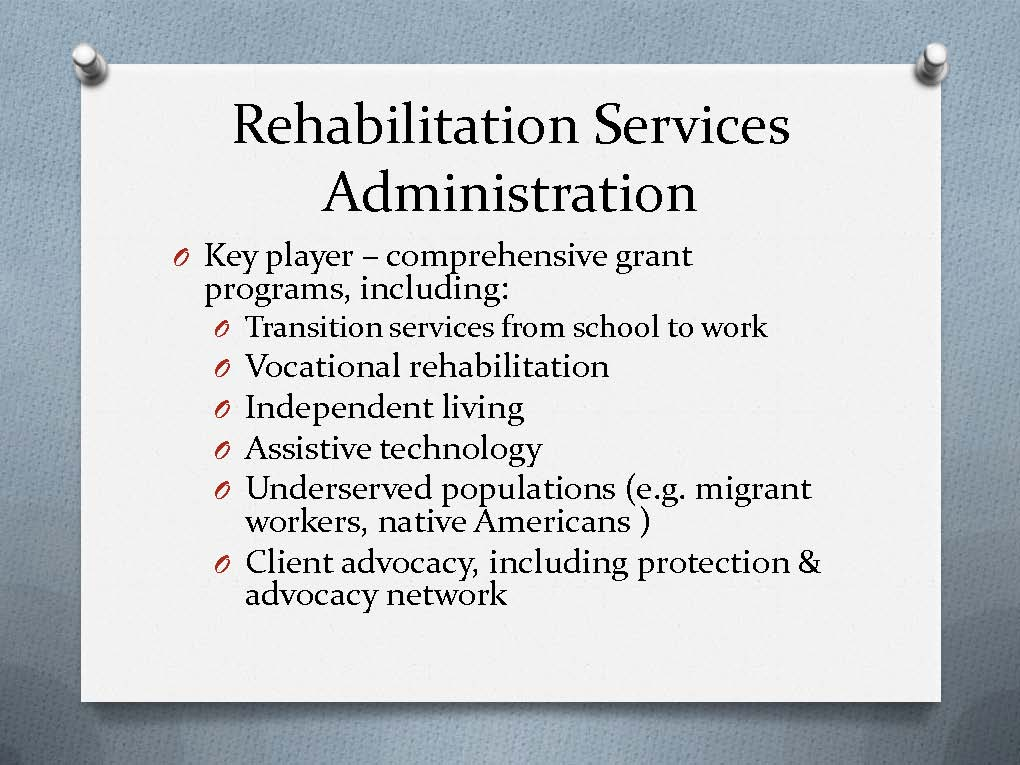 Rehabilitation Services
Administration
O Key player – comprehensive grant
programs, including:
O Transition services from school to work
O Vocational rehabilitation
O Independent living
O Assistive technology
O Underserved populations (e.g. migrant
workers, native Americans )
O Client advocacy, including protection &
advocacy network